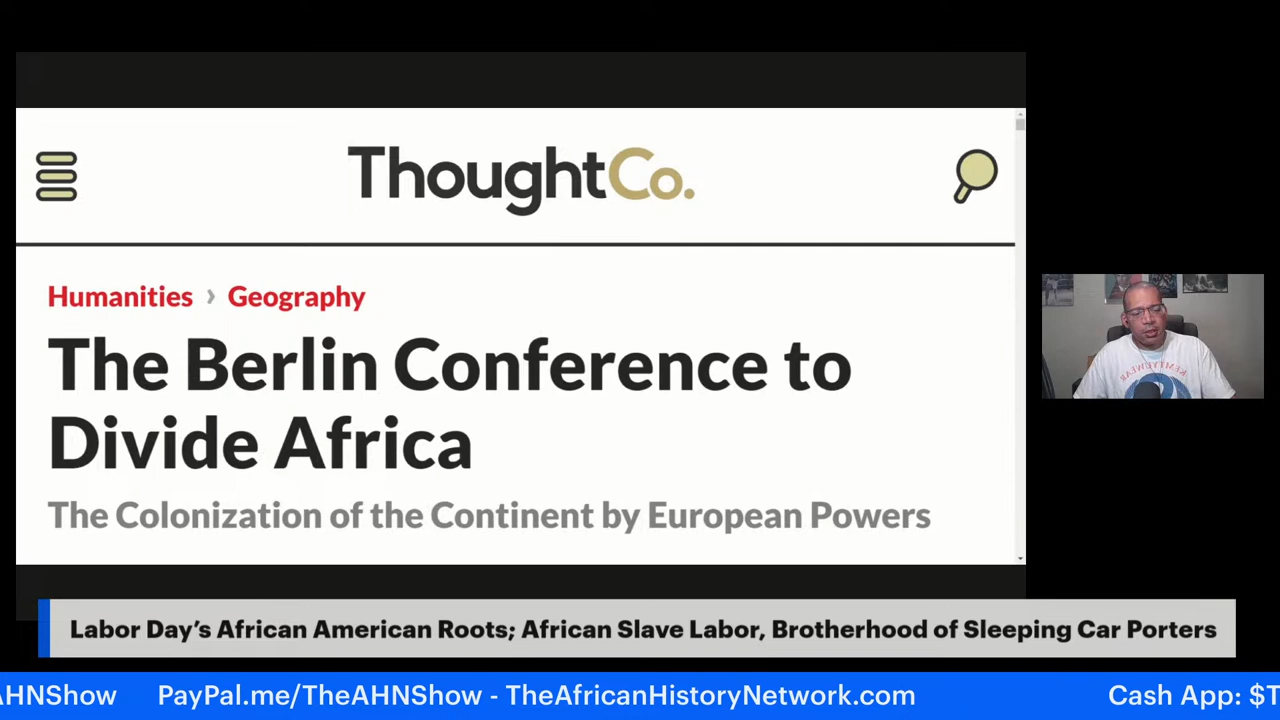 ThoughtCo.
Humanities › Geography
The Berlin Conference to
Divide Africa
The Colonization of the Continent by European Powers
Labor Day’s African American Roots; African Slave Labor, Brotherhood of Sleeping Car Porters
AHNShow PayPal.me/TheAHNShow - TheAfricanHistoryNetwork.com Cash App: $T